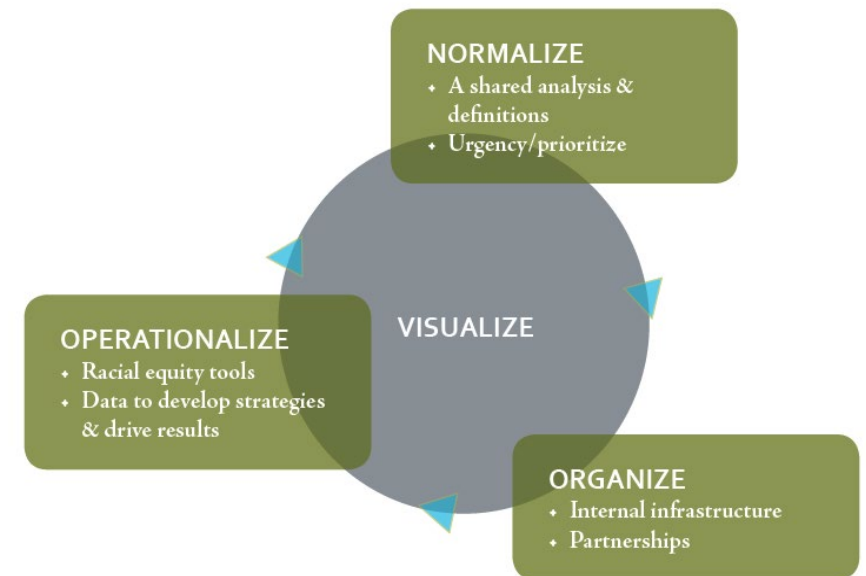 NORMALIZE
A shared analysis &
definitions
Urgency/prioritize
VISUALIZE
OPERATIONALIZE
Racial equity tools
Data to develop strategies
& drive results
ORGANIZE
Internal infrastructure
Partnerships